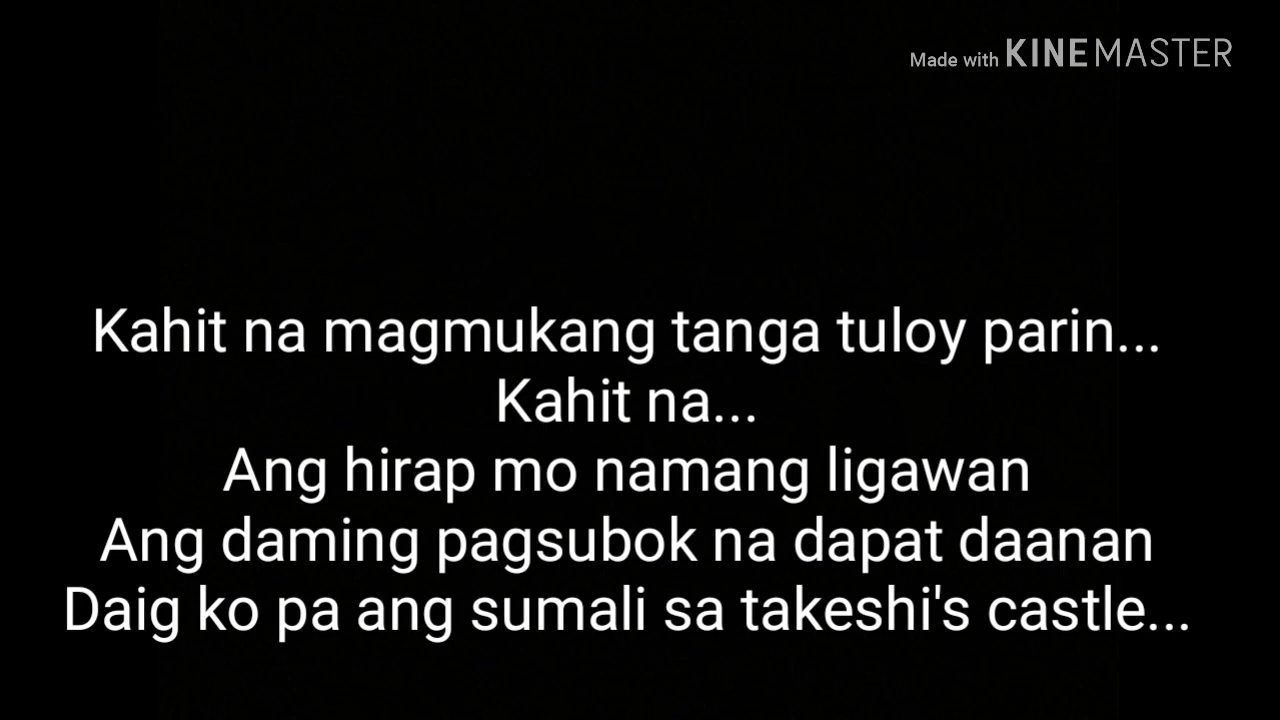 Made with KINEMASTER
Kahit na magmukang tanga tuloy parin...
Kahit na...
Ang hirap mo namang ligawan
Ang daming pagsubok na dapat daanan
Daig ko pa ang sumali sa takeshi's castle...